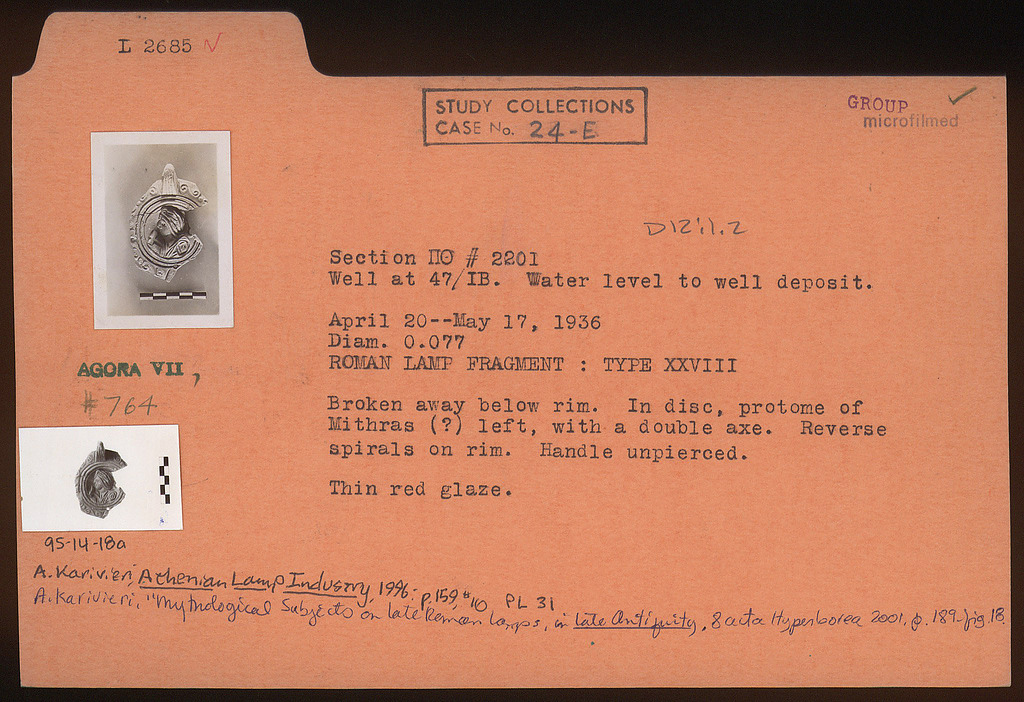 L 2685 √
STUDY COLLECTIONS
CASE No. 24-E
GROUP ✓
microfilmed
D12:1.2
Section ΠΘ # 2201
Well at 47/ΙΒ. Water level to well deposit.
April 20--May 17, 1936
Diam. 0.077
ROMAN LAMP FRAGMENT : TYPE XXVIII
Broken away below rim. In disc, protome of
Mithras (?) left, with a double axe. Reverse
spirals on rim. Handle unpierced.
Thin red glaze.
AGORA VII,
# 764
95-14-18a
A. Karivieri, Athenian Lamp Industry, 1996: p. 159, #10 PL 31
A. Karivieri, "Mythological Subjects on late Roman lamps, in Late Antiquity, 8 acta Hyperborea 2001, p. 189-fig. 18.